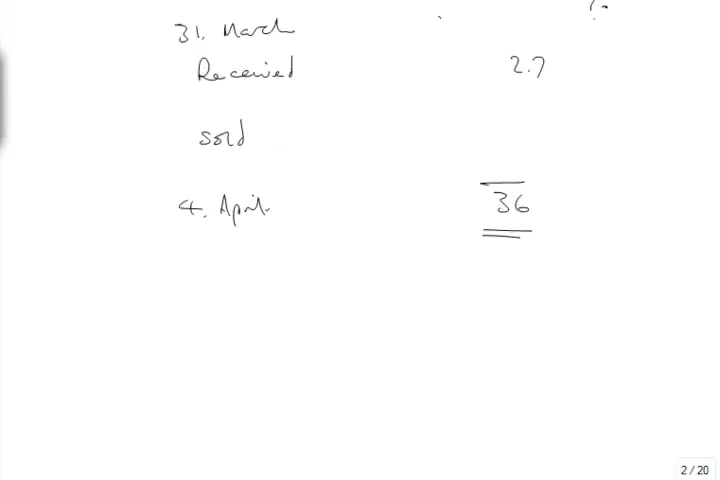 31. March
Received 2.7
sold
4. April 36
2 / 20